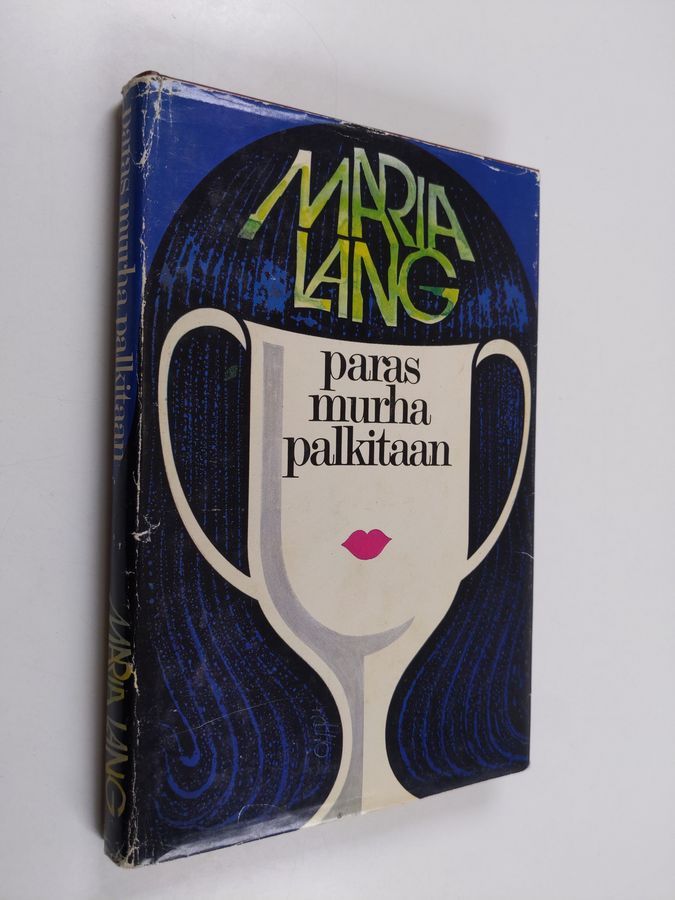 MARIA
LANG
paras
murha
palkitaan
paras murha palkitaan
MARIA LANG